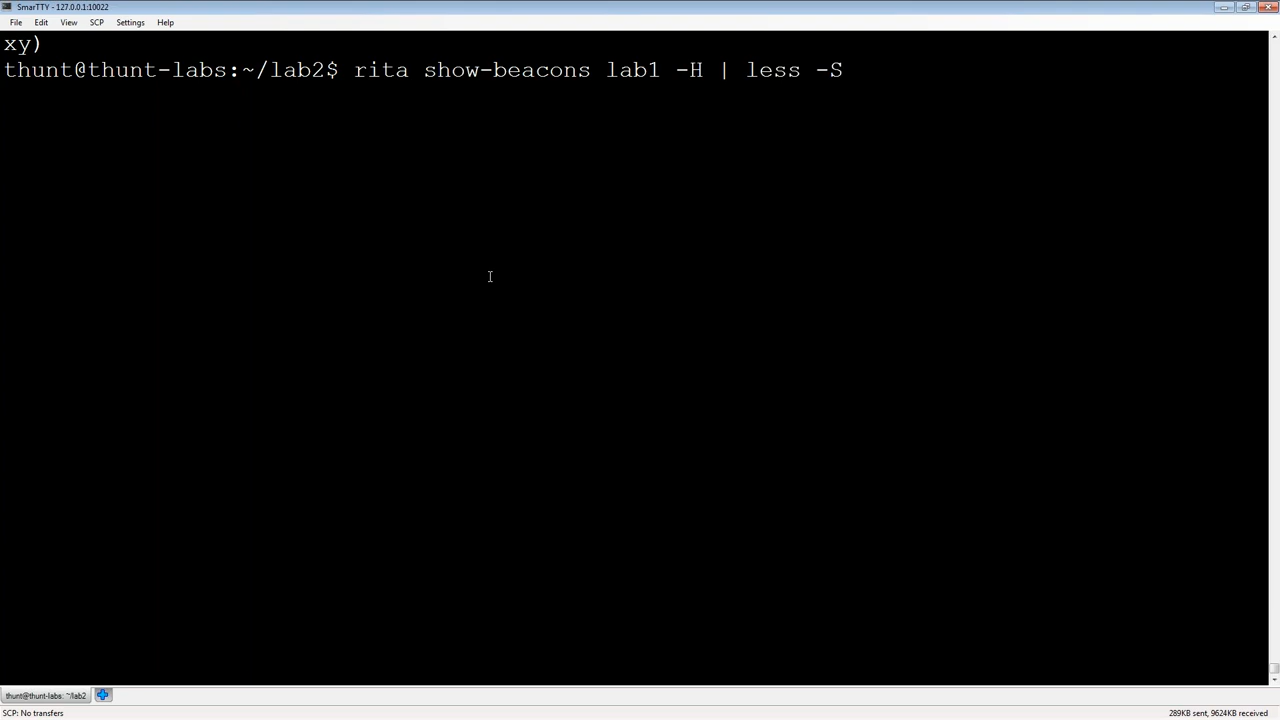 SmarTTY - 127.0.0.1:10022
File Edit View SCP Settings Help
xy)
thunt@thunt-labs:~/lab2$ rita show-beacons lab1 -H | less -S
thunt@thunt-labs: ~/lab2
SCP: No transfers 289KB sent, 9624KB received